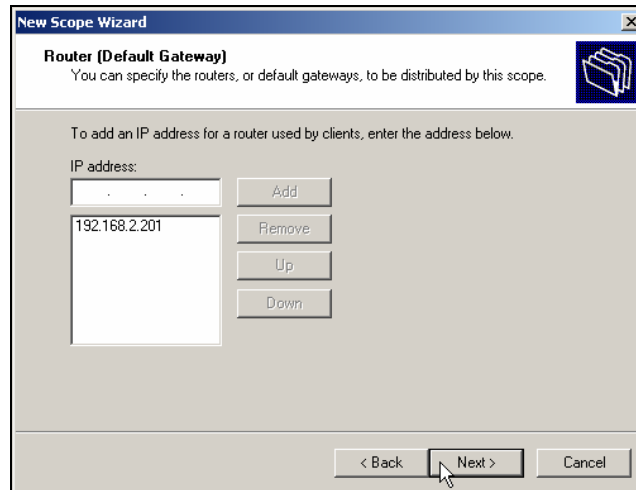 New Scope Wizard
Router (Default Gateway)
You can specify the routers, or default gateways, to be distributed by this scope.
To add an IP address for a router used by clients, enter the address below.
IP address:
. . .
Add
192.168.2.201
Remove
Up
Down
< Back
Next >
Cancel